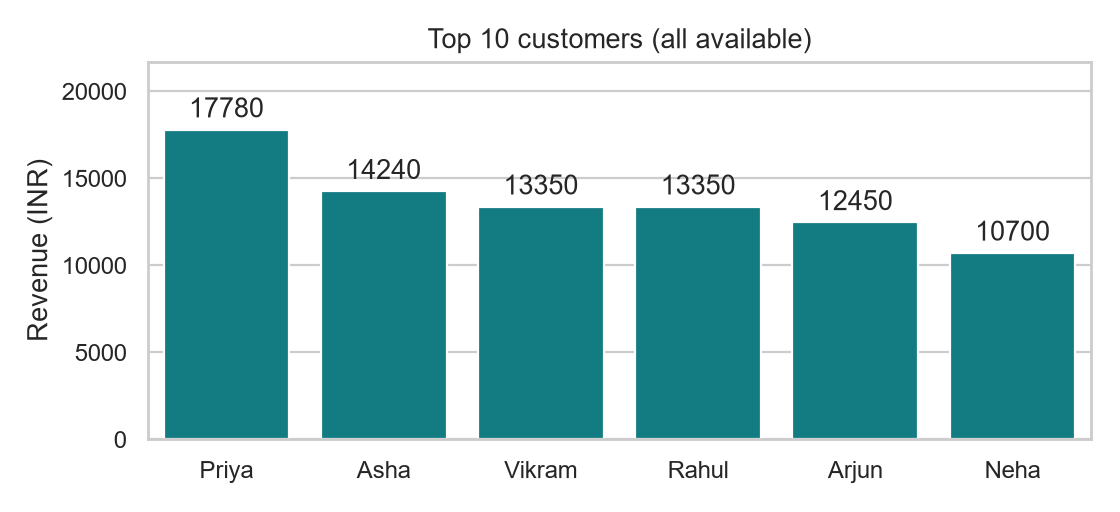 Top 10 customers (all available)
Revenue (INR)
20000
15000
10000
5000
0
17780
14240
13350
13350
12450
10700
Priya
Asha
Vikram
Rahul
Arjun
Neha